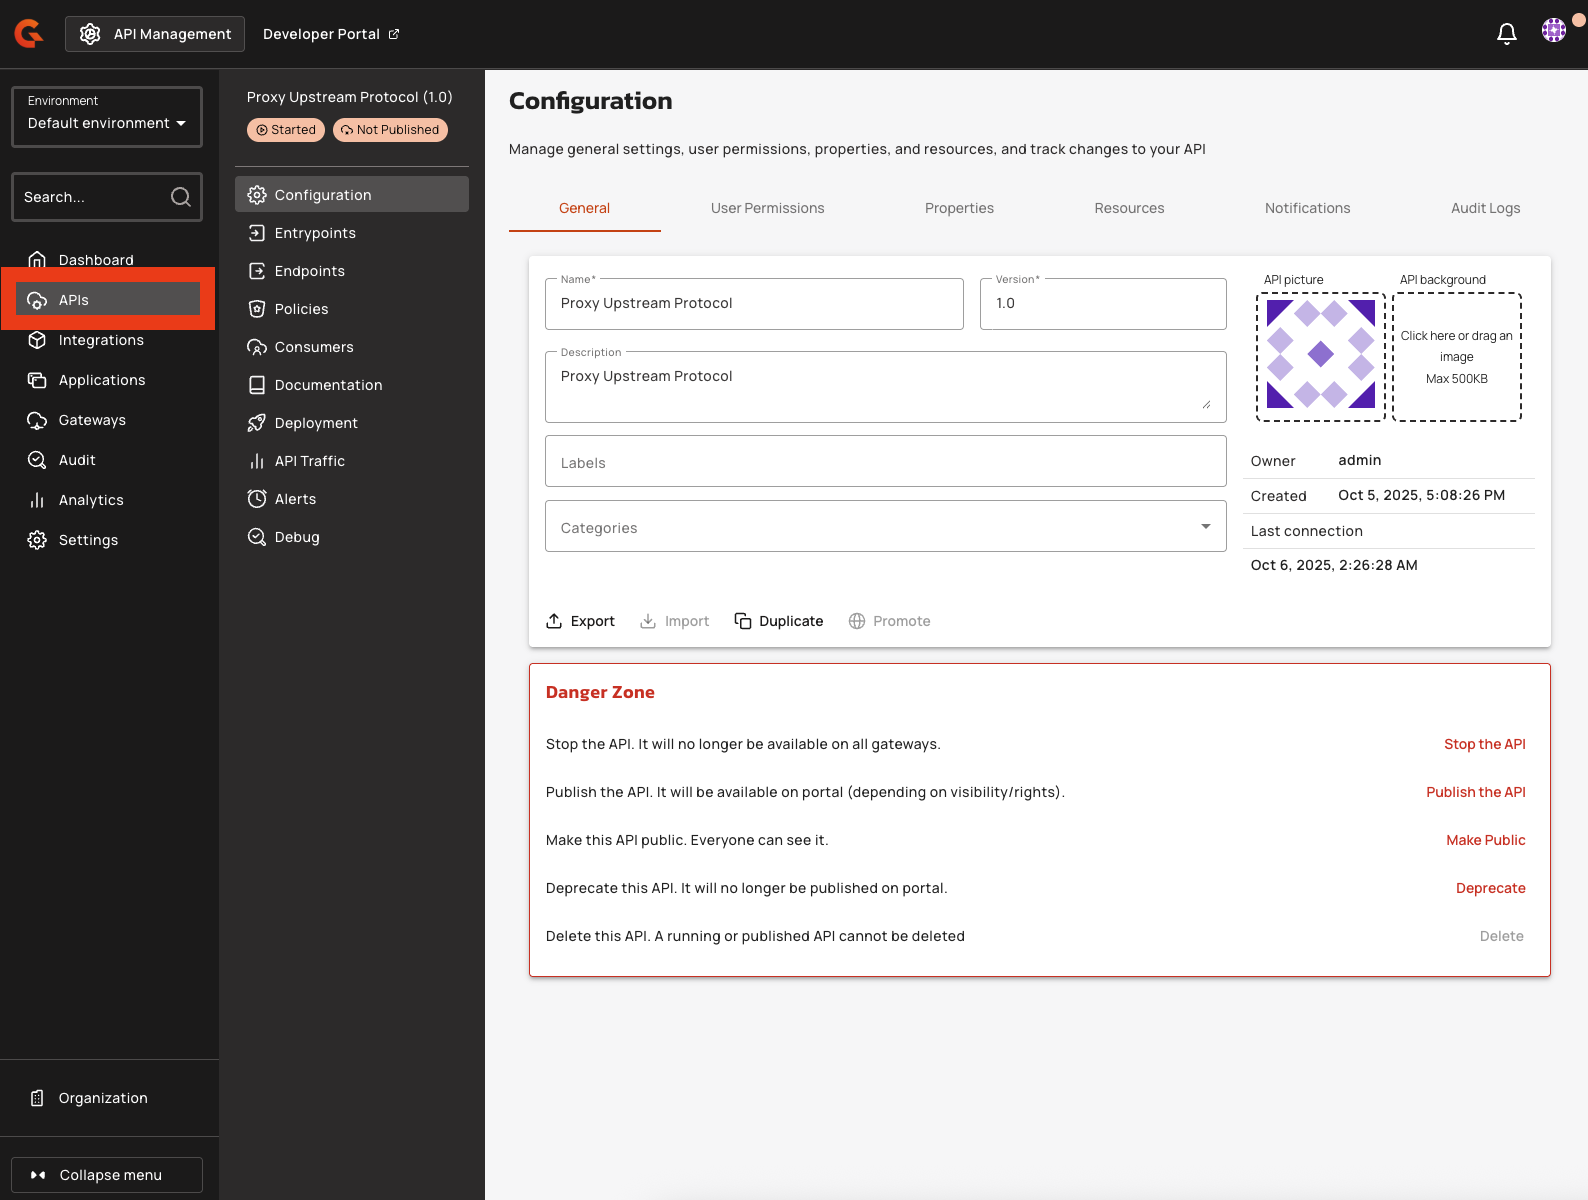 API Management
Developer Portal
Environment
Default environment
Search...
Dashboard
APIs
Integrations
Applications
Gateways
Audit
Analytics
Settings
Organization
Collapse menu
Proxy Upstream Protocol (1.0)
Started
Not Published
Configuration
Entrypoints
Endpoints
Policies
Consumers
Documentation
Deployment
API Traffic
Alerts
Debug
Configuration
Manage general settings, user permissions, properties, and resources, and track changes to your API
General
User Permissions
Properties
Resources
Notifications
Audit Logs
Name*
Proxy Upstream Protocol
Version*
1.0
Description
Proxy Upstream Protocol
Labels
Categories
API picture
API background
Click here or drag an
image
Max 500KB
Owner admin
Created Oct 5, 2025, 5:08:26 PM
Last connection
Oct 6, 2025, 2:26:28 AM
Export
Import
Duplicate
Promote
Danger Zone
Stop the API. It will no longer be available on all gateways.
Stop the API
Publish the API. It will be available on portal (depending on visibility/rights).
Publish the API
Make this API public. Everyone can see it.
Make Public
Deprecate this API. It will no longer be published on portal.
Deprecate
Delete this API. A running or published API cannot be deleted
Delete